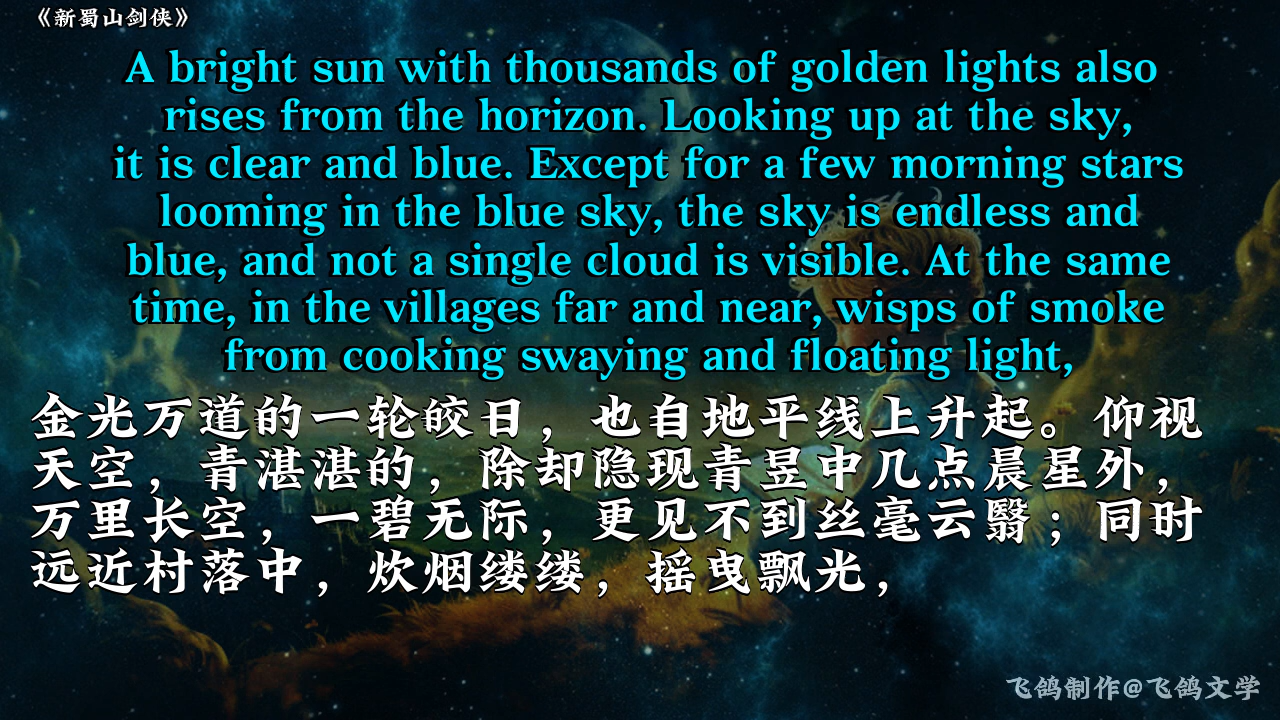 《新蜀山剑侠》
A bright sun with thousands of golden lights also
rises from the horizon. Looking up at the sky,
it is clear and blue. Except for a few morning stars
looming in the blue sky, the sky is endless and
blue, and not a single cloud is visible. At the same
time, in the villages far and near, wisps of smoke
from cooking swaying and floating light,
金光万道的一轮皎日，也自地平线上升起。仰视
天空，青湛湛的，除却隐现青昱中几点晨星外，
万里长空，一碧无际，更见不到丝毫云翳；同时
远近村落中，炊烟缕缕，摇曳飘光，
飞鸽制作@飞鸽文学